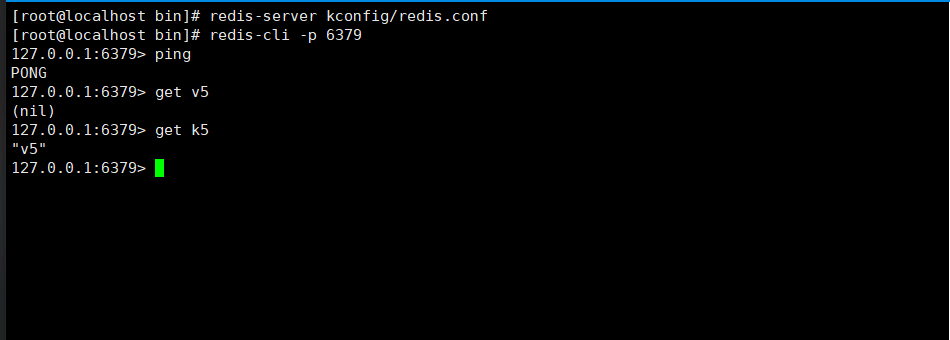 [root@localhost bin]# redis-server kconfig/redis.conf
[root@localhost bin]# redis-cli -p 6379
127.0.0.1:6379> ping
PONG
127.0.0.1:6379> get v5
(nil)
127.0.0.1:6379> get k5
"v5"
127.0.0.1:6379>